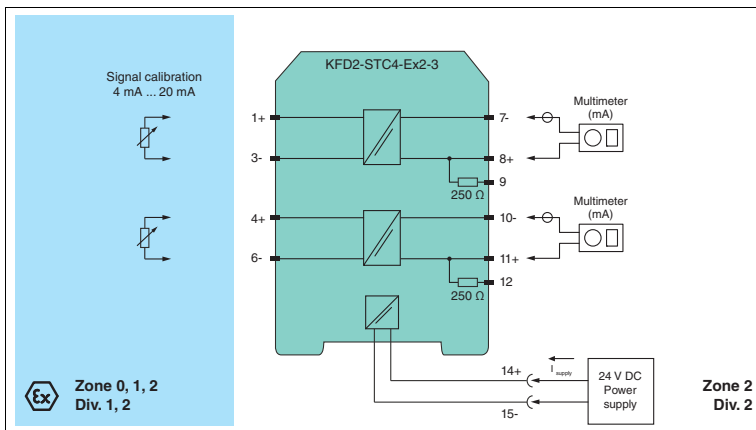 KFD2-STC4-Ex2-3
Signal calibration
4 mA ... 20 mA
1+
3-
4+
6-
7-
8+
9
250 Ω
10-
11+
12
250 Ω
Multimeter
(mA)
Multimeter
(mA)
14+
15-
I supply
24 V DC
Power
supply
Ex
Zone 0, 1, 2
Div. 1, 2
Zone 2
Div. 2